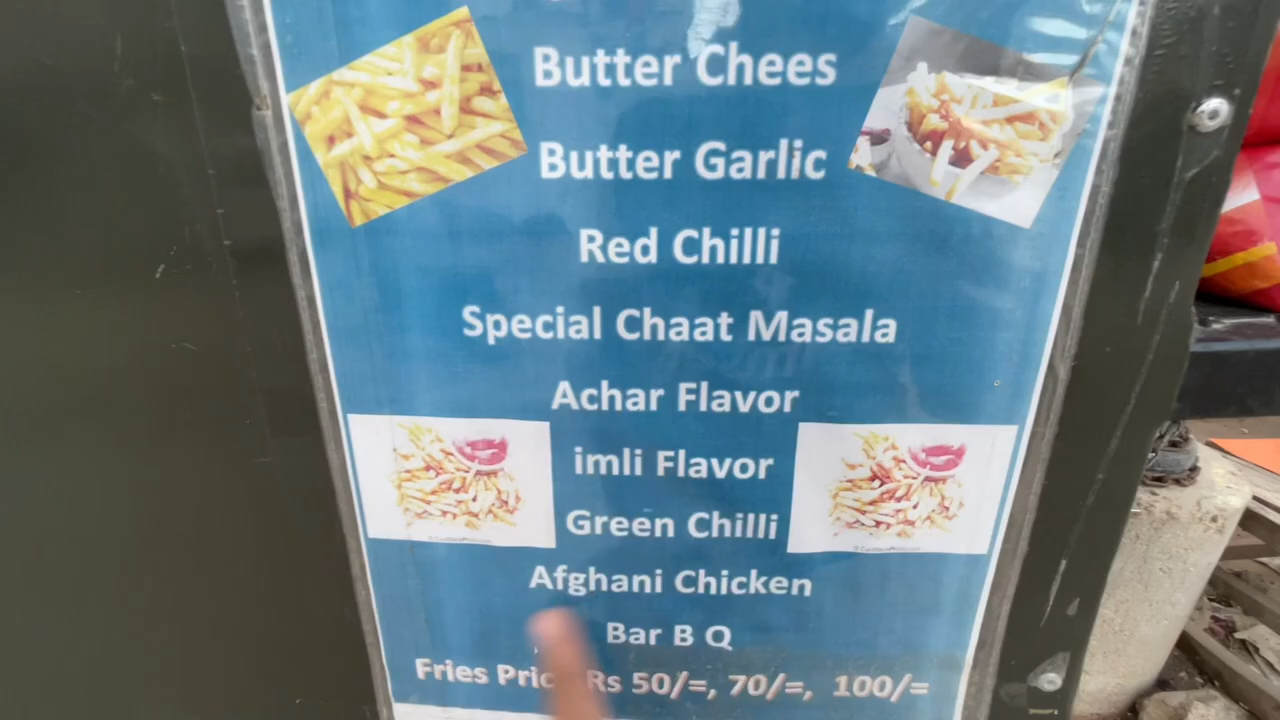 Butter Chees
Butter Garlic
Red Chilli
Special Chaat Masala
Achar Flavor
imli Flavor
Green Chilli
Afghani Chicken
Bar B Q
Fries Rs 50/=, 70/=, 100/=